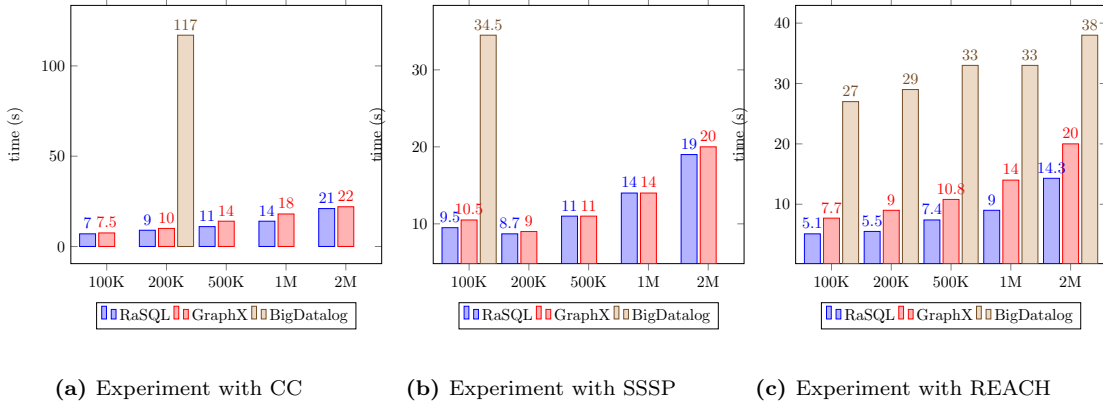 117
100
50
0
time (s)
7
7.5
9
10
11
14
14
18
21
22
100K
200K
500K
1M
2M
RaSQL
GraphX
BigDatalog
(a) Experiment with CC
34.5
30
20
10
time (s)
9.5
10.5
8.7
9
11
11
14
14
19
20
100K
200K
500K
1M
2M
RaSQL
GraphX
BigDatalog
(b) Experiment with SSSP
40
30
20
10
time (s)
5.1
7.7
27
5.5
9
29
7.4
10.8
33
9
14
33
14.3
20
38
100K
200K
500K
1M
2M
RaSQL
GraphX
BigDatalog
(c) Experiment with REACH